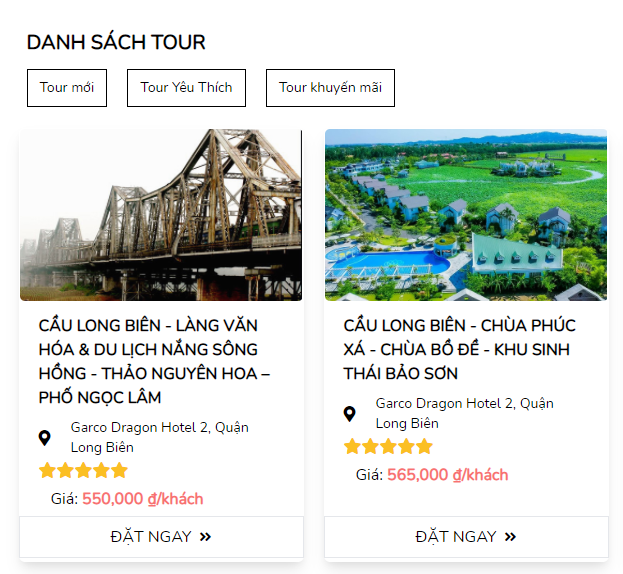 DANH SÁCH TOUR
Tour mới
Tour Yêu Thích
Tour khuyến mãi
CẦU LONG BIÊN - LÀNG VĂN
HÓA & DU LỊCH NẮNG SÔNG
HỒNG - THẢO NGUYÊN HOA –
PHỐ NGỌC LÂM
Garco Dragon Hotel 2, Quận
Long Biên
Giá: 550,000 ₫/khách
ĐẶT NGAY »
CẦU LONG BIÊN - CHÙA PHÚC
XÁ - CHÙA BỒ ĐỀ - KHU SINH
THÁI BẢO SƠN
Garco Dragon Hotel 2, Quận
Long Biên
Giá: 565,000 ₫/khách
ĐẶT NGAY »